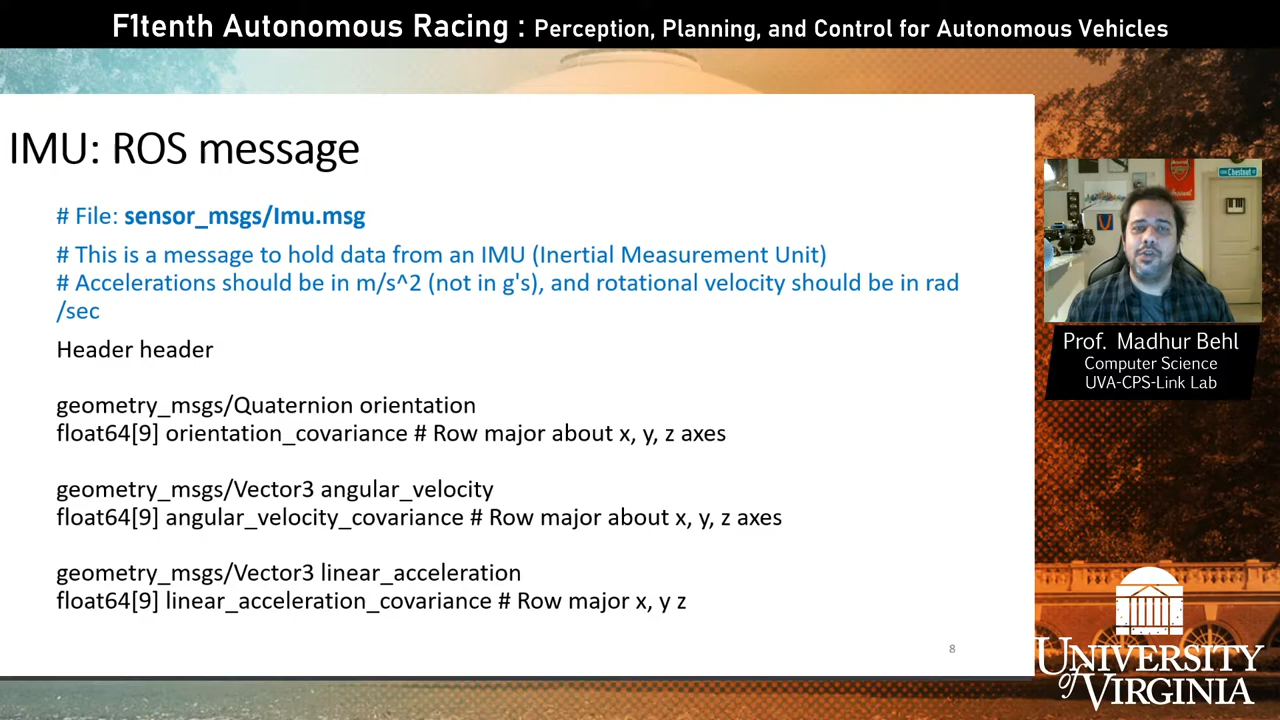 F1tenth Autonomous Racing : Perception, Planning, and Control for Autonomous Vehicles
IMU: ROS message
# File: sensor_msgs/Imu.msg
# This is a message to hold data from an IMU (Inertial Measurement Unit)
# Accelerations should be in m/s^2 (not in g's), and rotational velocity should be in rad
/sec
Header header
geometry_msgs/Quaternion orientation
float64[9] orientation_covariance # Row major about x, y, z axes
geometry_msgs/Vector3 angular_velocity
float64[9] angular_velocity_covariance # Row major about x, y, z axes
geometry_msgs/Vector3 linear_acceleration
float64[9] linear_acceleration_covariance # Row major x, y z
8
Chestnut
Prof. Madhur Behl
Computer Science
UVA-CPS-Link Lab
UNIVERSITY
of VIRGINIA